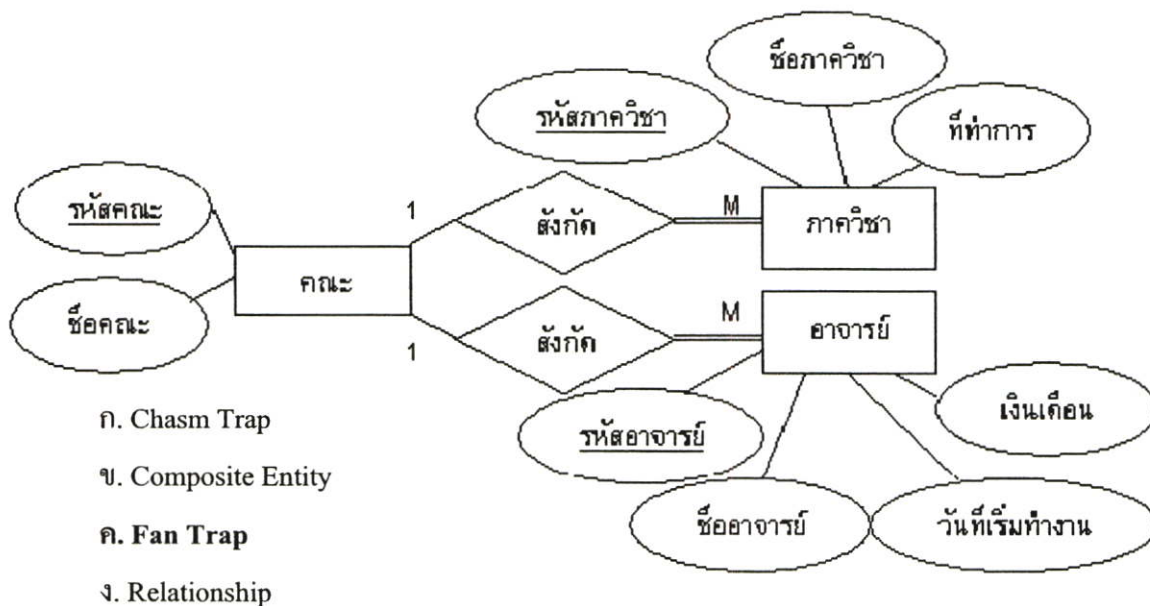 ชื่อภาควิชา
รหัสภาควิชา
ที่ทำการ
รหัสคณะ
1
สังกัด
M
ภาควิชา
คณะ
ชื่อคณะ
1
สังกัด
M
อาจารย์
ก. Chasm Trap
รหัสอาจารย์
เงินเดือน
ข. Composite Entity
ชื่ออาจารย์
วันที่เริ่มทำงาน
ค. Fan Trap
ง. Relationship